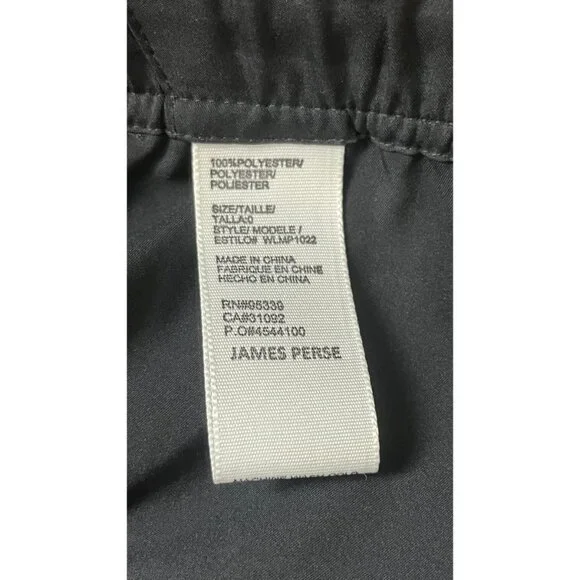 100%POLYESTER/
POLYESTER/
POLIESTER
SIZE/TAILLE/
TALLA:0
STYLE/ MODELE /
ESTILO# WLMP1022
MADE IN CHINA
FABRIQUE EN CHINE
HECHO EN CHINA
RN#95339
CA#31092
P.O#4544100
JAMES PERSE